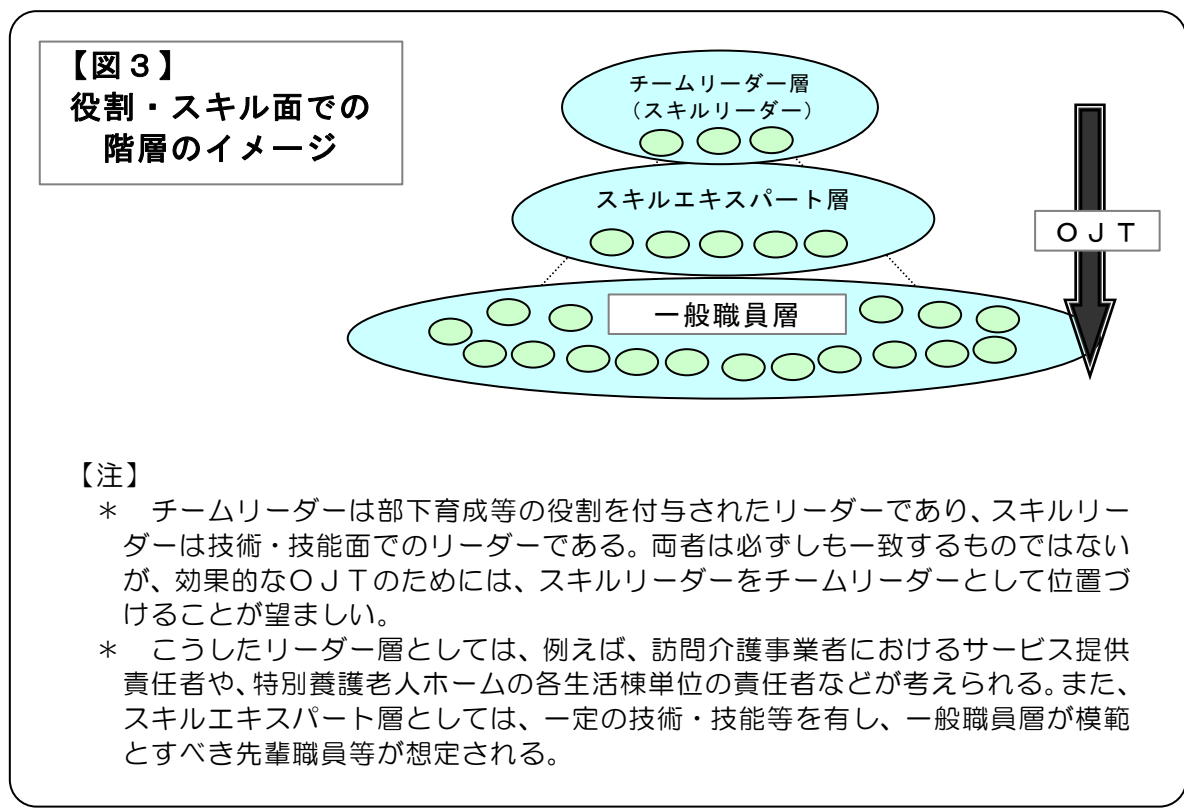 【図３】
役割・スキル面での
階層のイメージ
チームリーダー層
（スキルリーダー）
スキルエキスパート層
ＯＪＴ
一般職員層
【注】
＊　チームリーダーは部下育成等の役割を付与されたリーダーであり、スキルリー
ダーは技術・技能面でのリーダーである。両者は必ずしも一致するものではない
が、効果的なＯＪＴのためには、スキルリーダーをチームリーダーとして位置づ
けることが望ましい。
＊　こうしたリーダー層としては、例えば、訪問介護事業者におけるサービス提供
責任者や、特別養護老人ホームの各生活棟単位の責任者などが考えられる。また、
スキルエキスパート層としては、一定の技術・技能等を有し、一般職員層が模範
とすべき先輩職員等が想定される。